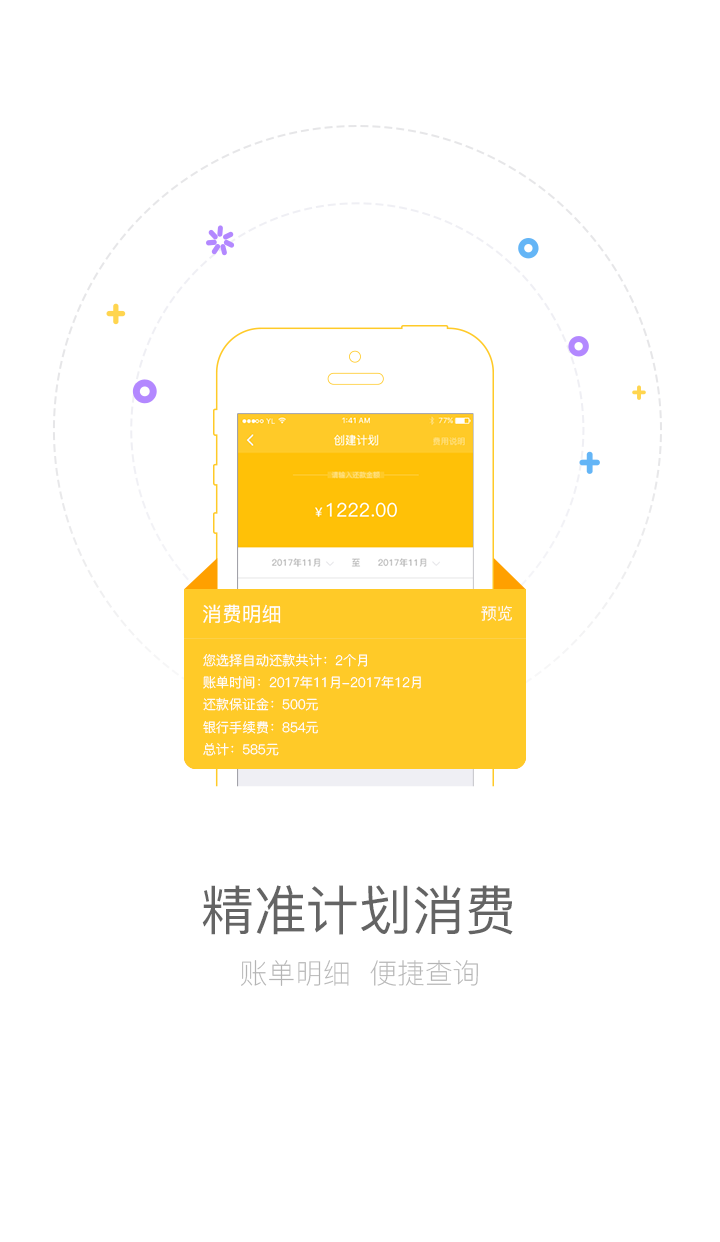 YL 1:41 AM 77%
创建计划 费用说明
请输入还款金额
¥1222.00
2017年11月 至 2017年11月
消费明细 预览
您选择自动还款共计：2个月
账单时间：2017年11月-2017年12月
还款保证金：500元
银行手续费：854元
总计：585元
精准计划消费
账单明细 便捷查询